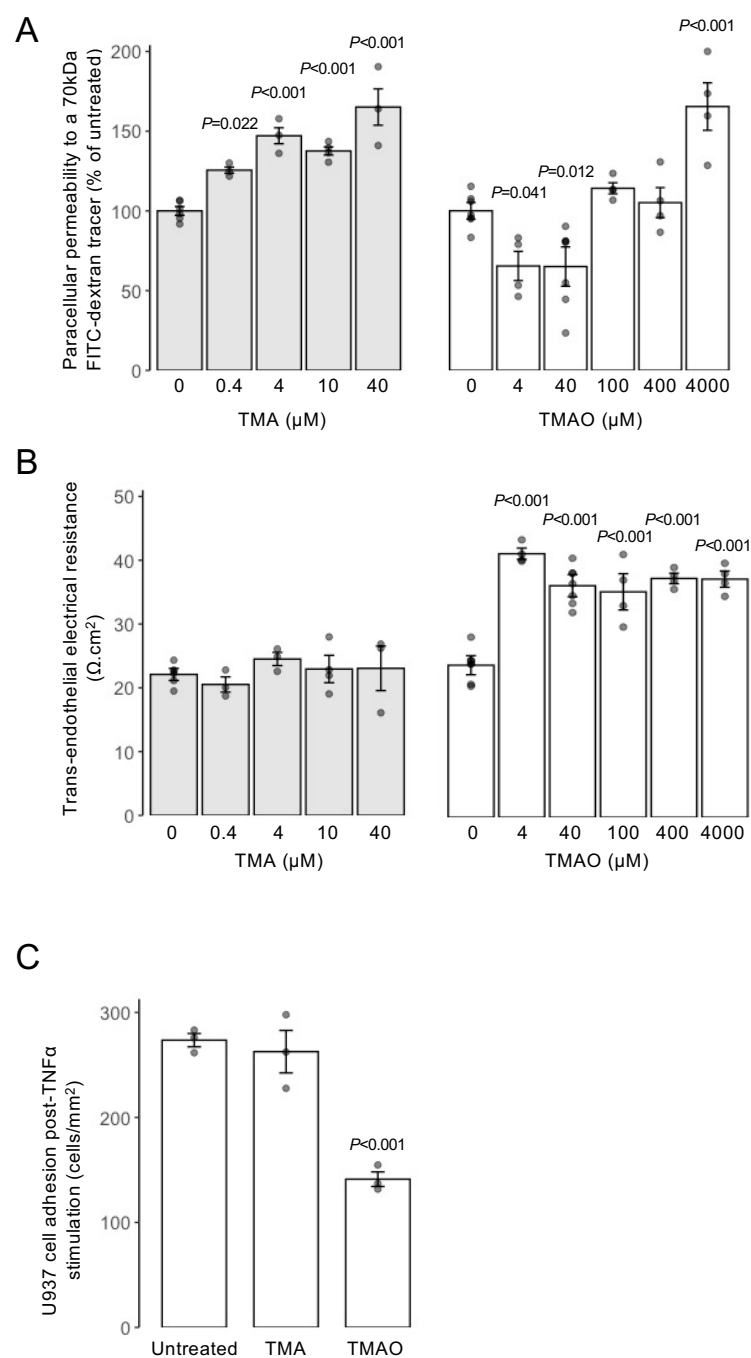 A
Paracellular permeability to a 70kDa
FITC-dextran tracer (% of untreated)
200
150
100
50
0
P=0.022
P<0.001
P<0.001
P<0.001
0 0.4 4 10 40
TMA (µM)
P=0.041
P=0.012
P<0.001
0 4 40 100 400 4000
TMAO (µM)
B
Trans-endothelial electrical resistance
(Ω.cm²)
50
40
30
20
10
0
0 0.4 4 10 40
TMA (µM)
P<0.001
P<0.001
P<0.001
P<0.001
P<0.001
0 4 40 100 400 4000
TMAO (µM)
C
U937 cell adhesion post-TNFα
stimulation (cells/mm²)
300
200
100
0
P<0.001
Untreated TMA TMAO